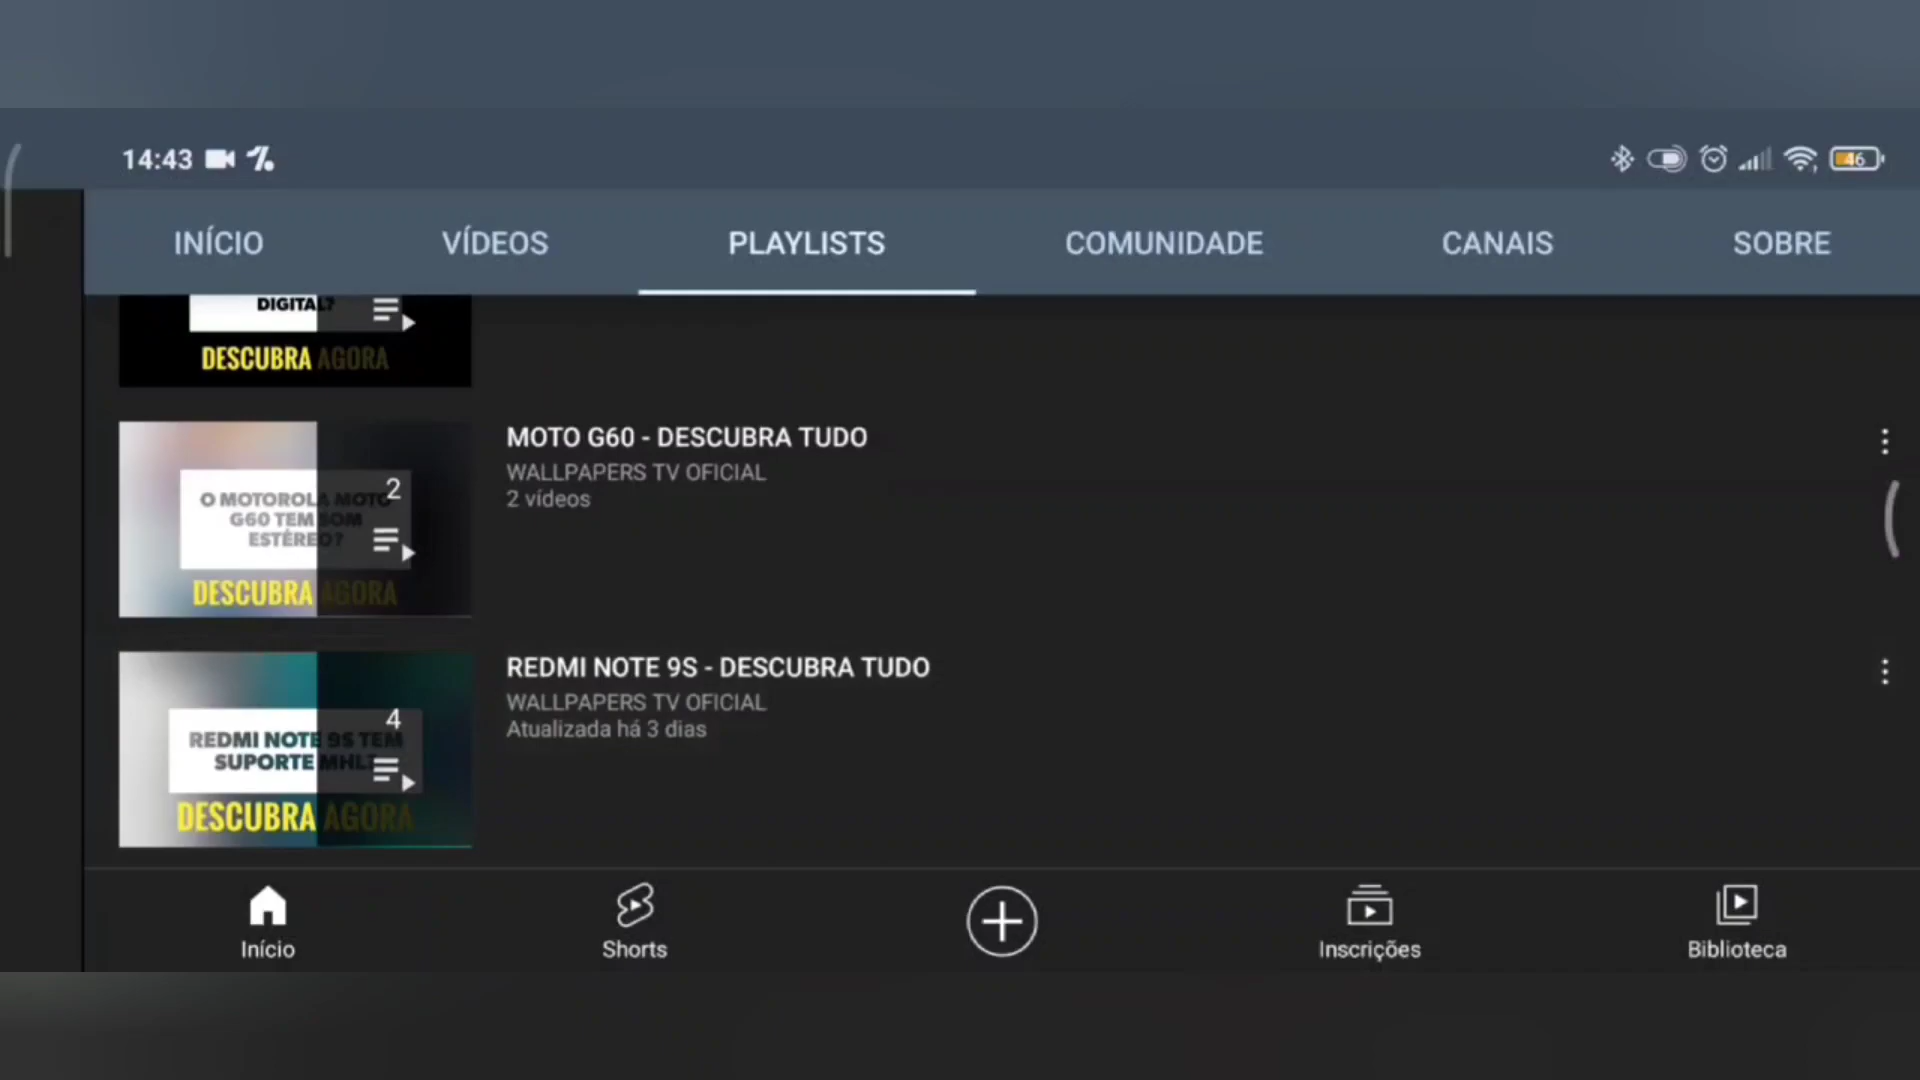 14:43
46
INÍCIO VÍDEOS PLAYLISTS COMUNIDADE CANAIS SOBRE
DIGITAL?
DESCUBRA AGORA
MOTO G60 - DESCUBRA TUDO
WALLPAPERS TV OFICIAL
2 vídeos
2
O MOTOROLA MOTO
G60 TEM SOM
ESTÉREO?
DESCUBRA AGORA
REDMI NOTE 9S - DESCUBRA TUDO
WALLPAPERS TV OFICIAL
Atualizada há 3 dias
4
REDMI NOTE 9S TEM
SUPORTE MHL?
DESCUBRA AGORA
Início Shorts Inscrições Biblioteca